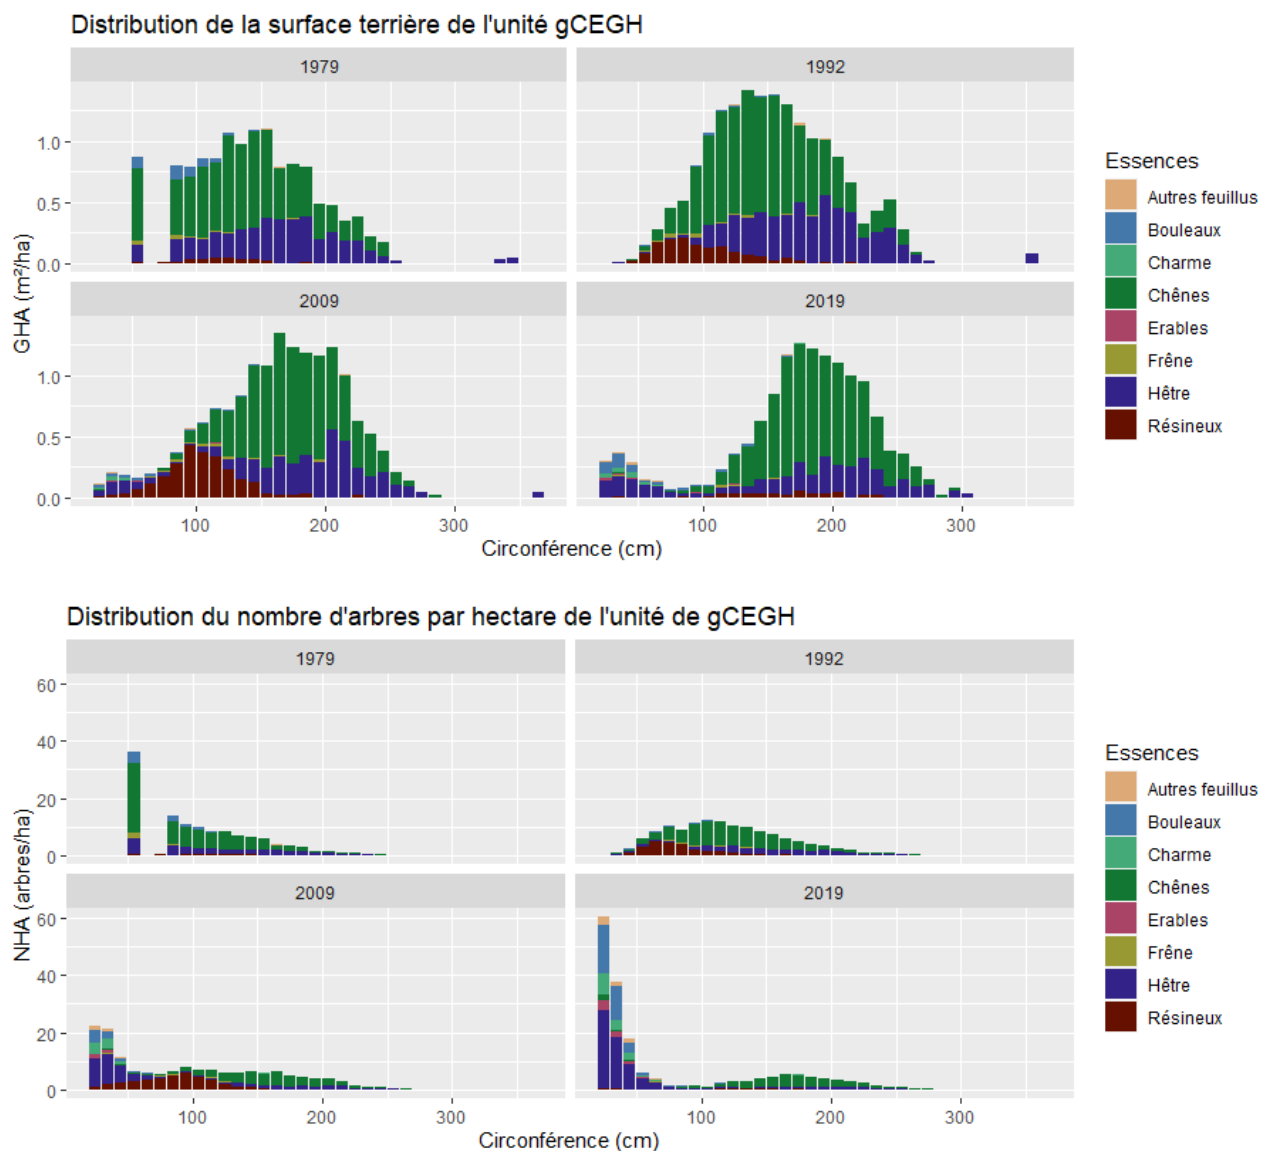 Distribution de la surface terrière de l'unité gCEGH
1979
1992
1.0
0.5
0.0
2009
2019
1.0
0.5
0.0
100
200
300
100
200
300
GHA (m²/ha)
Circonférence (cm)
Essences
Autres feuillus
Bouleaux
Charme
Chênes
Erables
Frêne
Hêtre
Résineux
Distribution du nombre d'arbres par hectare de l'unité de gCEGH
1979
1992
60
40
20
0
2009
2019
60
40
20
0
100
200
300
100
200
300
NHA (arbres/ha)
Circonférence (cm)
Essences
Autres feuillus
Bouleaux
Charme
Chênes
Erables
Frêne
Hêtre
Résineux